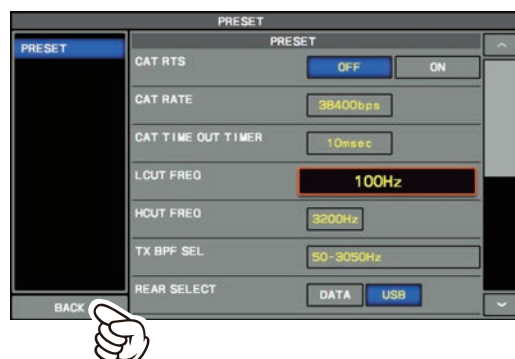 PRESET
PRESET
PRESET
CAT RTS OFF ON
CAT RATE 38400bps
CAT TIME OUT TIMER 10msec
LCUT FREQ 100Hz
HCUT FREQ 3200Hz
TX BPF SEL 50-3050Hz
REAR SELECT DATA USB
BACK